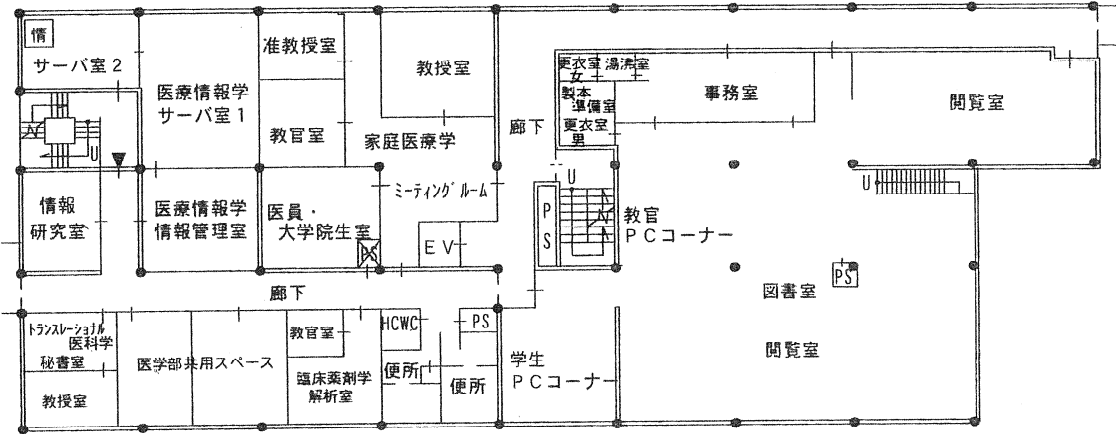 情
サーバ室2
U
医療情報学
サーバ室1
准教授室
教官室
教授室
家庭医療学
廊下
更衣室
女
湯沸室
製本
準備室
更衣室
男
事務室
閲覧室
情報
研究室
医療情報学
情報管理室
医員・
大学院生室
PS
ミーティングルーム
EV
PS
U
教官
PCコーナー
U
PS
図書室
閲覧室
廊下
トランスレーショナル
医科学
秘書室
教授室
医学部共用スペース
教官室
臨床薬剤学
解析室
HCWC
便所
PS
便所
学生
PCコーナー